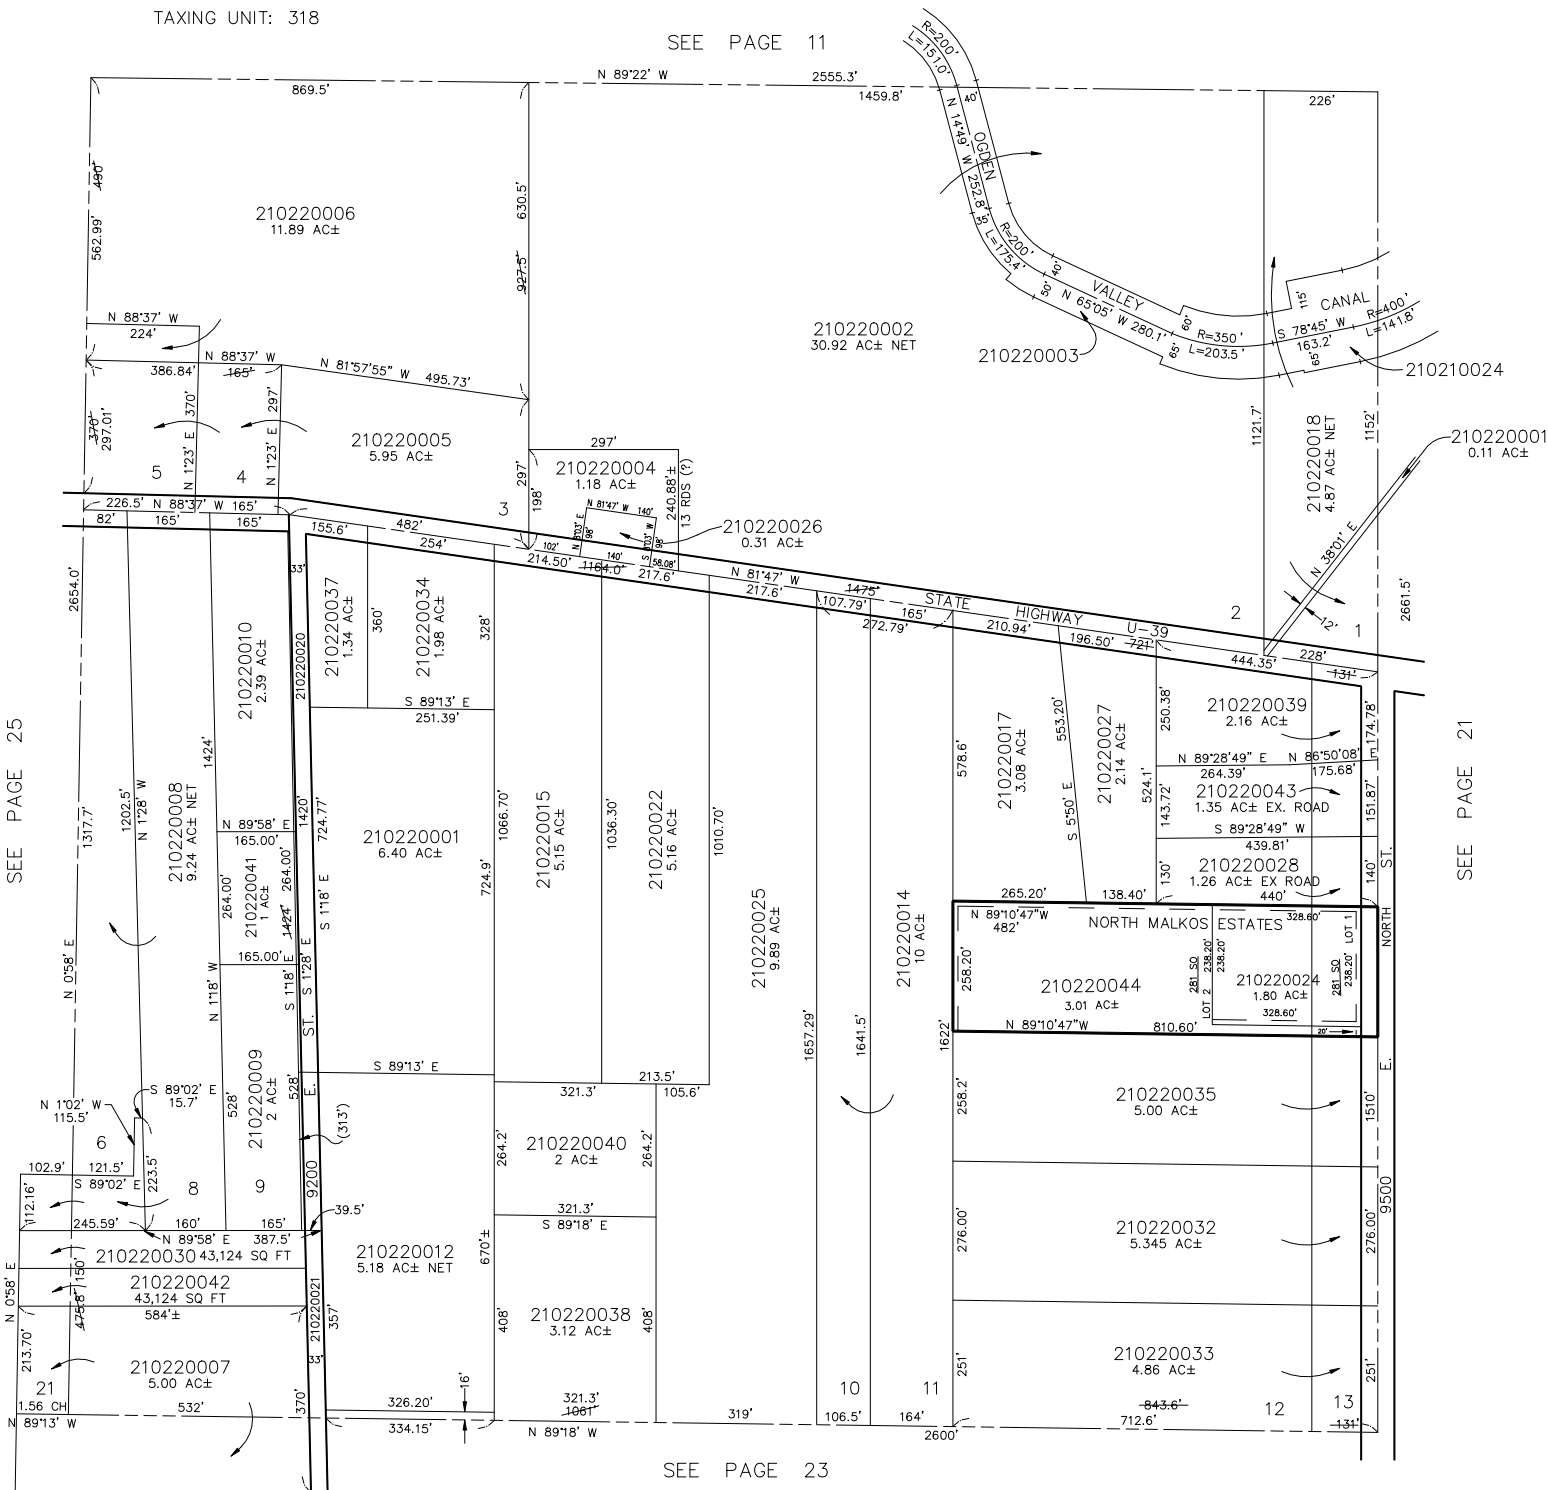 TAXING UNIT: 318
SEE PAGE 11
N 89°22' W
2555.3'
869.5'
1459.8'
226'
R=200'
L=151.0'
40'
N 14°49' W 252.8'
OGDEN
35'
R=200'
L=175.4'
40'
50'
VALLEY
N 65°05' W 280.1'
60'
65'
R=350'
L=203.5'
115'
CANAL
S 78°45' W
163.2'
65'
R=400'
L=141.8'
490'
562.99'
210220006
11.89 AC±
630.5'
927.5'
210220002
30.92 AC± NET
210220003
210210024
N 88°37' W
224'
N 88°37' W
386.84'
165'
N 81°57'55" W 495.73'
370'
297.01'
N 1°23' E 370'
N 1°23' E 297'
5
4
210220005
5.95 AC±
297'
297'
198'
210220004
1.18 AC±
240.88'±
13 RDS (?)
N 81°47' W 140'
N 8°03' E
98'
S 8°03' W
98'
210220026
0.31 AC±
1121.7'
210220018
4.87 AC± NET
1152'
210220001
0.11 AC±
N 38°01' E
12'
2661.5'
226.5' N 88°37' W 165'
82'
165'
165'
3
155.6'
482'
254'
102'
214.50'
140'
1164.0'
58.08'
217.6'
N 81°47' W
217.6'
1475'
107.79'
STATE HIGHWAY U-39
165'
272.79'
210.94'
196.50'
721'
2
1
444.35'
228'
131'
2654.0'
33'
210220020
210220037
1.34 AC±
360'
210220034
1.98 AC±
328'
210220010
2.39 AC±
S 89°13' E
251.39'
SEE PAGE 25
SEE PAGE 21
1317.7'
1202.5'
N 1°28' W
210220008
9.24 AC± NET
1424'
N 89°58' E
165.00'
1420'
724.77'
S 1°18' E
210220001
6.40 AC±
724.9'
1066.70'
210220015
5.15 AC±
1036.30'
210220022
5.16 AC±
1010.70'
210220025
9.89 AC±
210220014
10 AC±
578.6'
210220017
3.08 AC±
553.20'
S 5°50' E
210220027
2.14 AC±
524.1'
250.38'
210220039
2.16 AC±
174.78'
N 89°28'49" E
264.39'
N 86°50'08" E
175.68'
143.72'
210220043
1.35 AC± EX. ROAD
151.87'
S 89°28'49" W
439.81'
130'
210220028
1.26 AC± EX ROAD
440'
140'
264.00'
210220041
1 AC±
264.00'
1424'
165.00'
S 1°18' E
S 1°28' E
265.20'
138.40'
N 89°10'47"W
482'
NORTH MALKOS ESTATES
328.60'
258.20'
210220044
3.01 AC±
281 SO
LOT 2
238.20'
238.20'
210220024
1.80 AC±
328.60'
281 SO
238.20'
LOT 1
N 89°10'47"W
810.60'
20'
NORTH
ST.
N 0°58' E
N 1°18' W
ST.
E.
S 89°13' E
S 89°02' E
15.7'
N 1°02' W
115.5'
528'
210220009
2 AC±
528'
(313')
321.3'
213.5'
105.6'
1657.29'
1641.5'
1622'
258.2'
210220035
5.00 AC±
1510'
E.
6
102.9'
121.5'
S 89°02' E
223.5'
8
9
9200
264.2'
210220040
2 AC±
264.2'
112.16'
245.59'
160'
165'
39.5'
N 89°58' E
387.5'
321.3'
S 89°18' E
9500
210220030 43,124 SQ FT
150'
210220042
43,124 SQ FT
475.8'
584'±
N 0°58' E
210220021
357'
210220012
5.18 AC± NET
670'±
276.00'
210220032
5.345 AC±
276.00'
213.70'
210220007
5.00 AC±
33'
370'
408'
210220038
3.12 AC±
408'
251'
210220033
4.86 AC±
251'
21
1.56 CH
N 89°13' W
532'
326.20'
16'
334.15'
321.3'
1061'
N 89°18' W
319'
10
106.5'
11
164'
2600'
843.6'
712.6'
12
13
131'
SEE PAGE 23